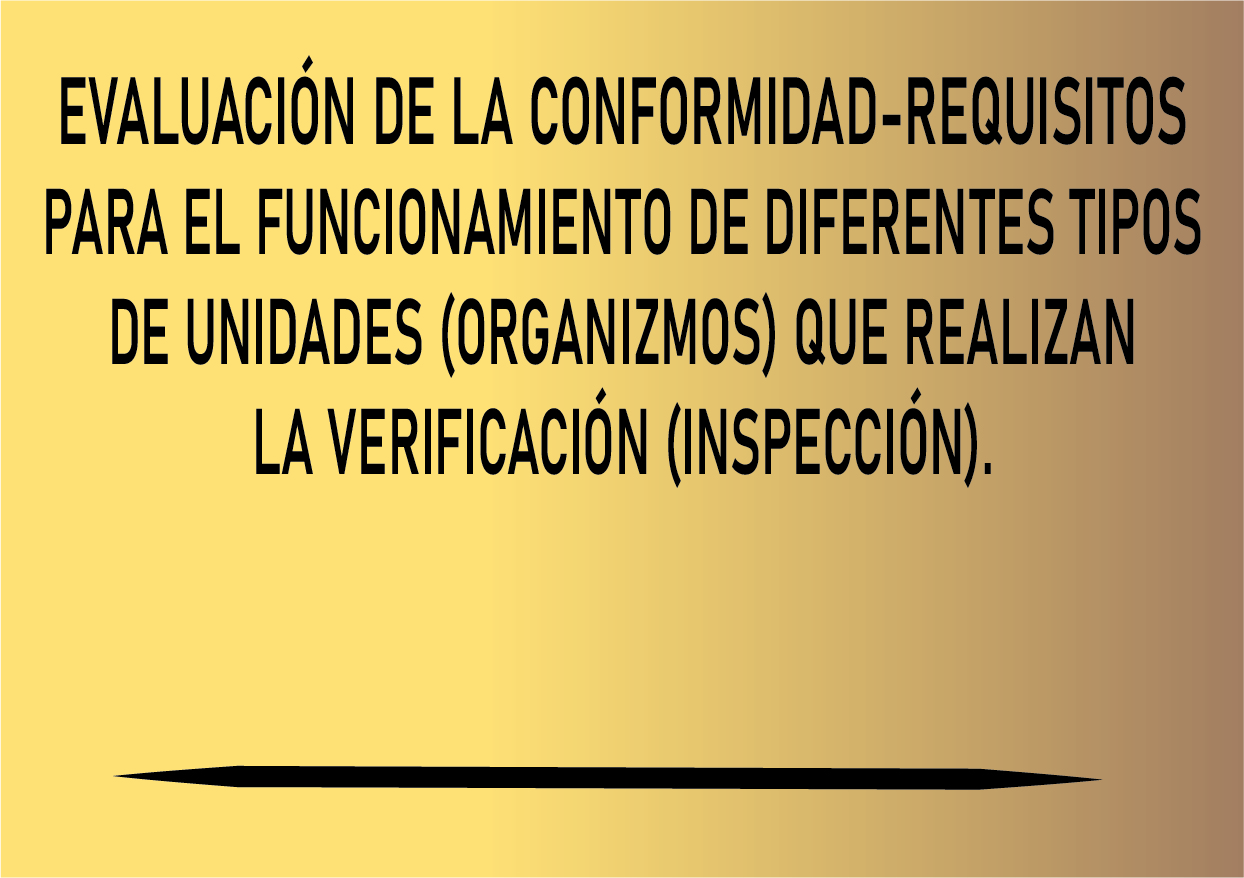 EVALUACIÓN DE LA CONFORMIDAD-REQUISITOS
PARA EL FUNCIONAMIENTO DE DIFERENTES TIPOS
DE UNIDADES (ORGANIZMOS) QUE REALIZAN
LA VERIFICACIÓN (INSPECCIÓN).